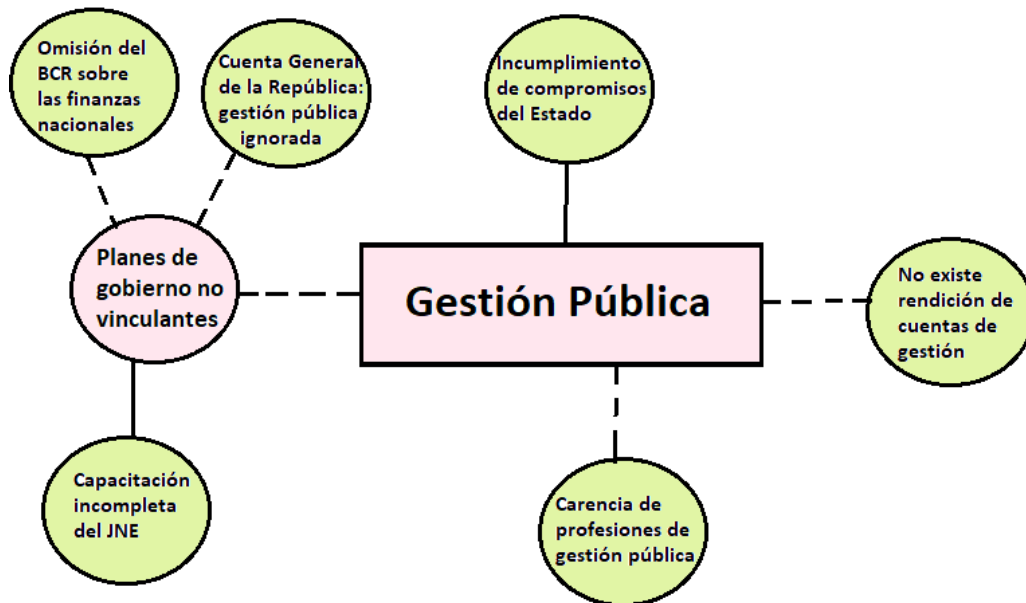 Omisión del
BCR sobre
las finanzas
nacionales
Cuenta General
de la República:
gestión pública
ignorada
Incumplimiento
de compromisos
del Estado
Planes de
gobierno no
vinculantes
Gestión Pública
No existe
rendición de
cuentas de
gestión
Capacitación
incompleta
del JNE
Carencia de
profesiones de
gestión pública